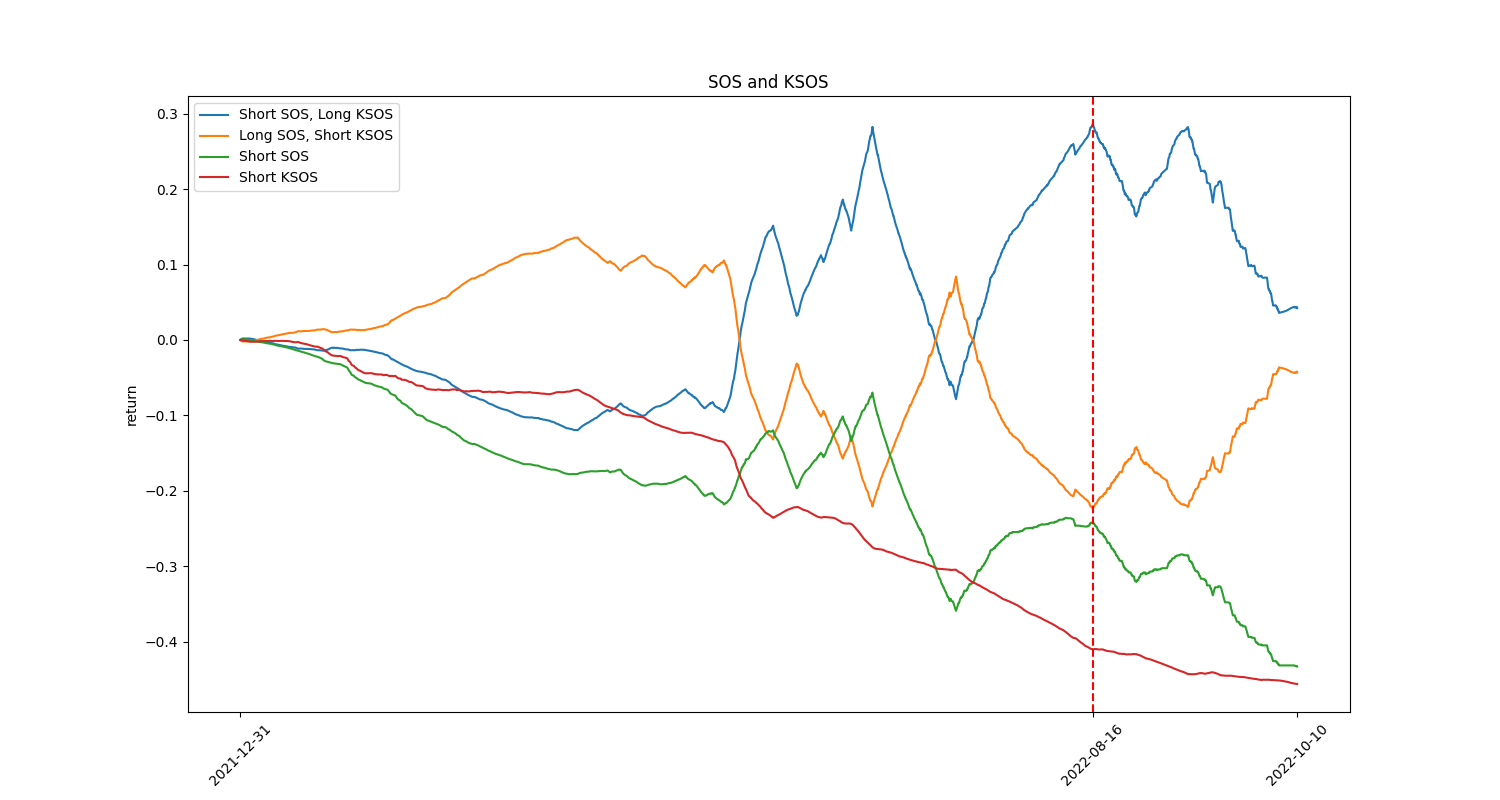 SOS and KSOS
Short SOS, Long KSOS
Long SOS, Short KSOS
Short SOS
Short KSOS
0.3
0.2
0.1
0.0
−0.1
−0.2
−0.3
−0.4
return
2021-12-31
2022-08-16
2022-10-10